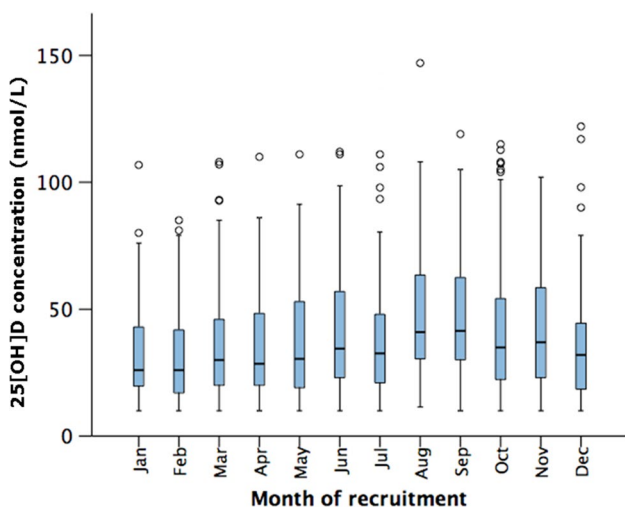 25[OH]D concentration (nmol/L)
150
100
50
0
Jan
Feb
Mar
Apr
May
Jun
Jul
Aug
Sep
Oct
Nov
Dec
Month of recruitment